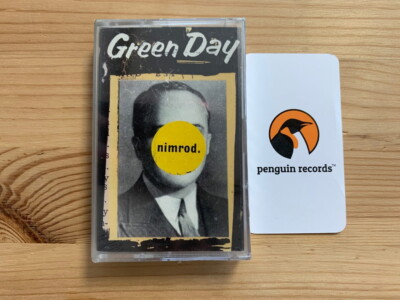 Green Day
nimrod.
penguin records™